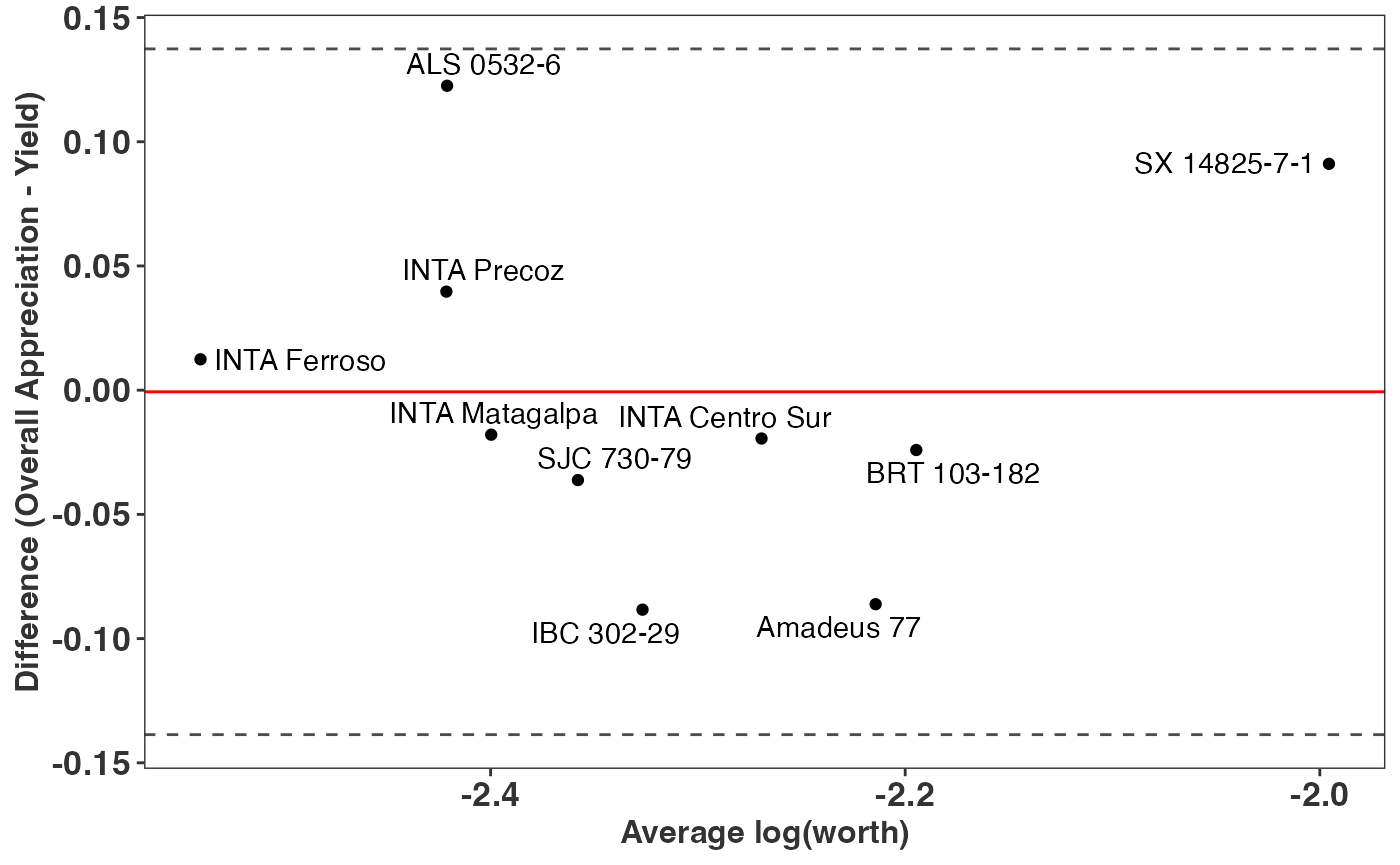 0.15
ALS 0532-6
0.10
SX 14825-7-1
0.05
INTA Precoz
INTA Ferroso
0.00
INTA Matagalpa
INTA Centro Sur
SJC 730-79
BRT 103-182
-0.05
-0.10
IBC 302-29
Amadeus 77
-0.15
Difference (Overall Appreciation - Yield)
-2.4
-2.2
-2.0
Average log(worth)